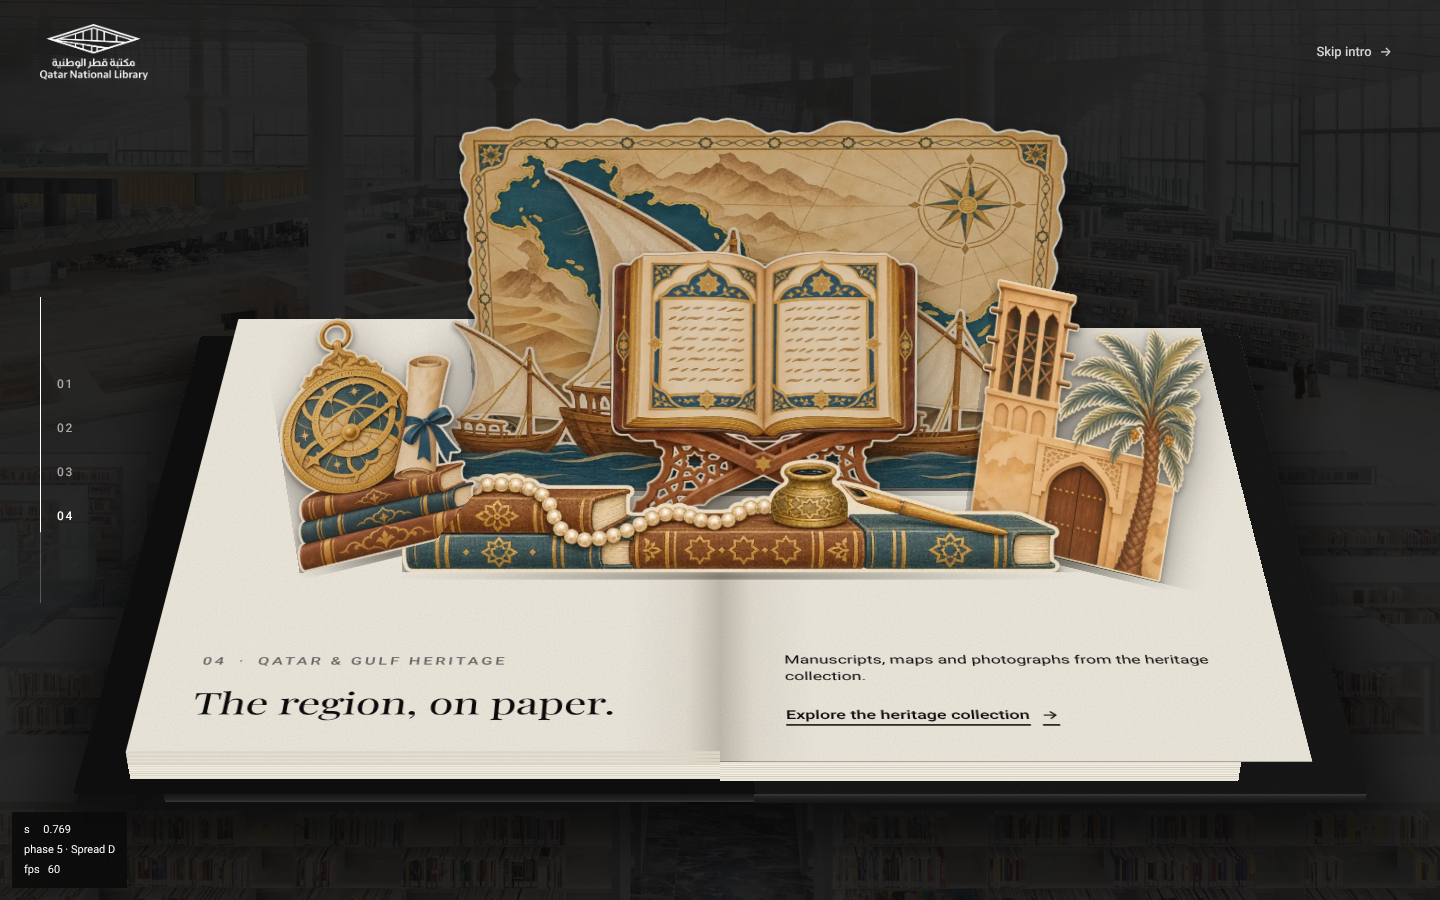 مكتبة قطر الوطنية
Qatar National Library
Skip intro →
01
02
03
04
04 · QATAR & GULF HERITAGE
The region, on paper.
Manuscripts, maps and photographs from the heritage
collection.
Explore the heritage collection →
s 0.769
phase 5 · Spread D
fps 60